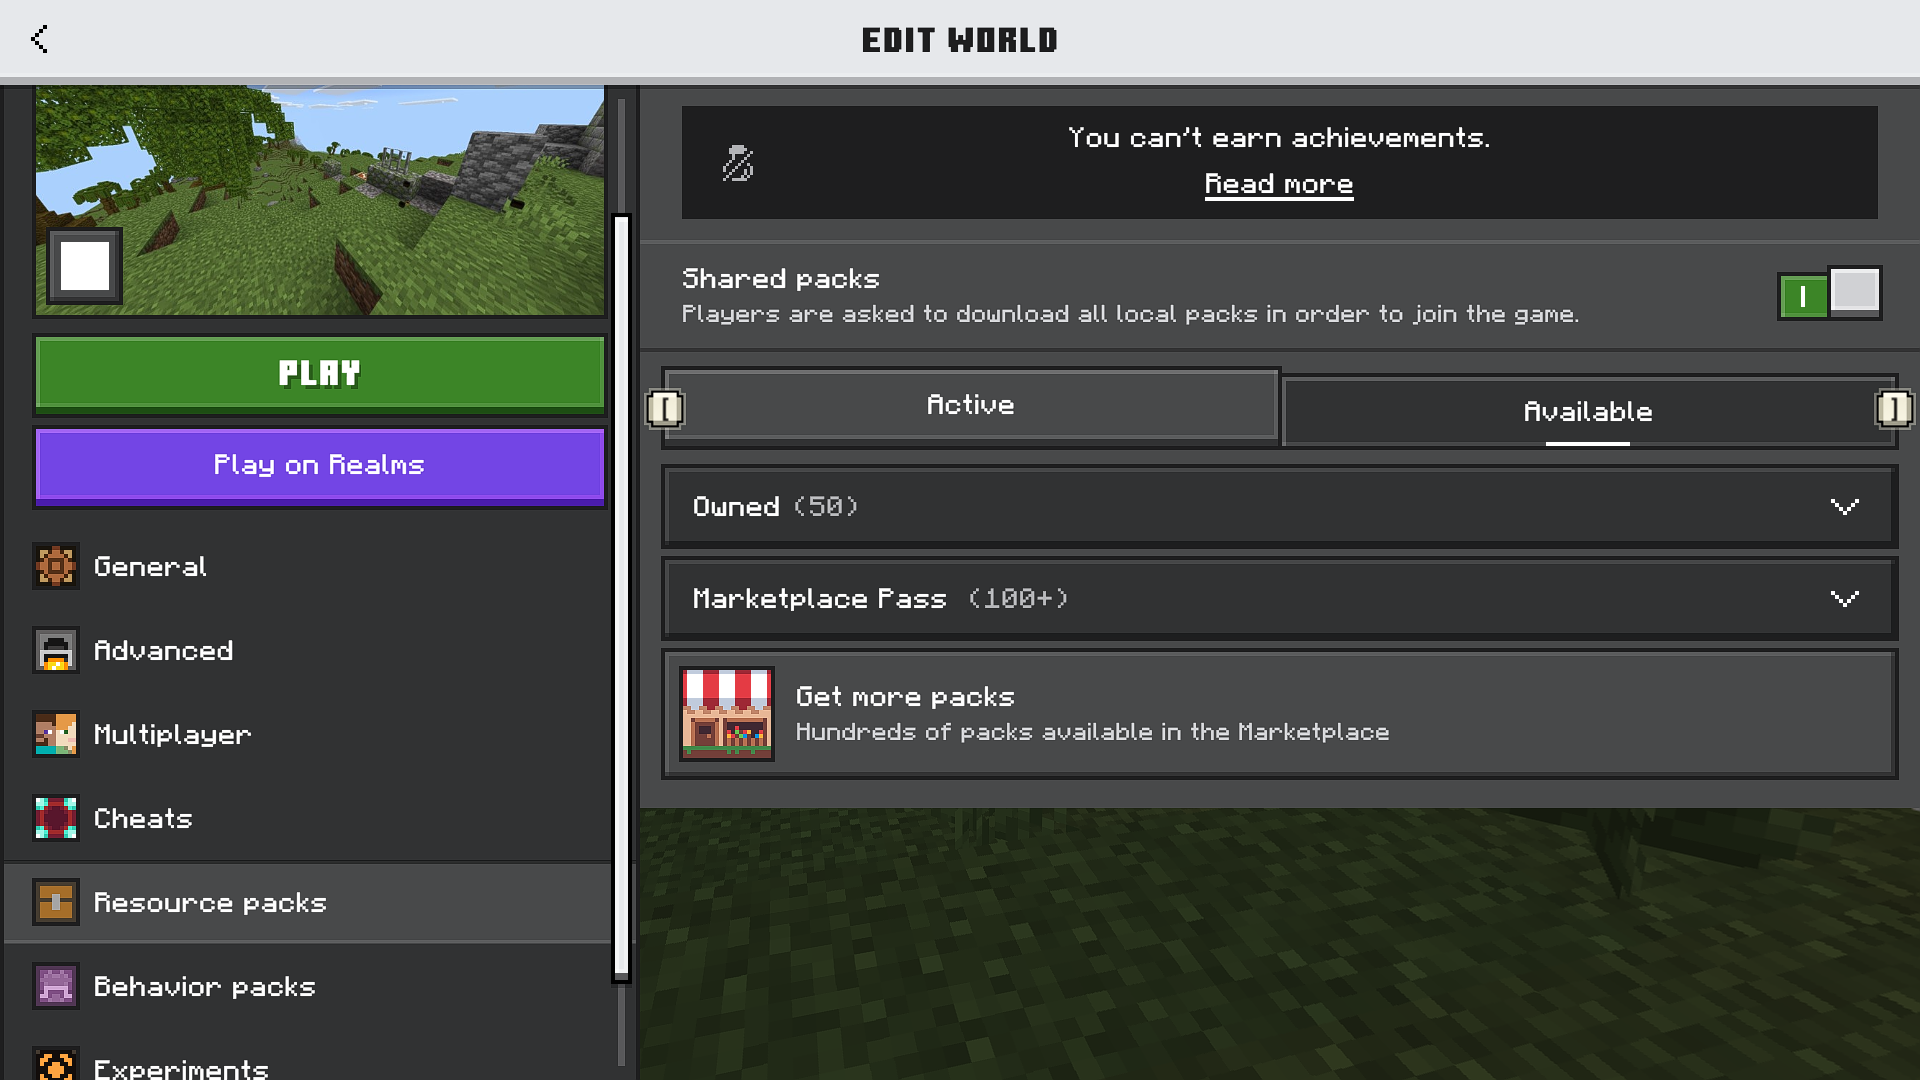 EDIT WORLD
You can't earn achievements.
Read more
Shared packs
Players are asked to download all local packs in order to join the game.
PLAY
[
Active
Available
]
Play on Realms
Owned (50)
General
Marketplace Pass (100+)
Advanced
Get more packs
Hundreds of packs available in the Marketplace
Multiplayer
Cheats
Resource packs
Behavior packs
Experiments